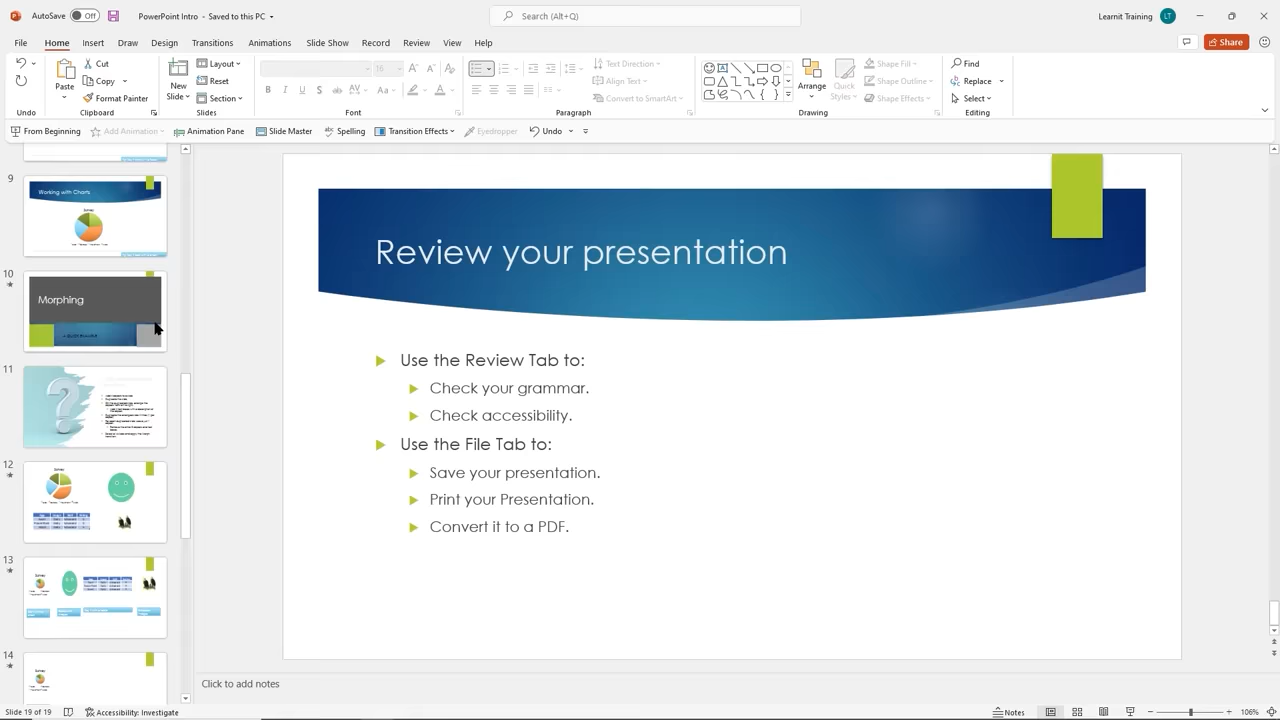 AutoSave Off PowerPoint Intro - Saved to this PC Search (Alt+Q) Learnit Training LT
File Home Insert Draw Design Transitions Animations Slide Show Record Review View Help Share
Paste Cut Copy Format Painter
New Slide Layout Reset Section
16
B I U S ab AV Aa A
Text Direction Align Text Convert to SmartArt
Arrange Quick Styles Shape Fill Shape Outline Shape Effects
Find Replace Select
Undo Clipboard Slides Font Paragraph Drawing Editing
From Beginning Add Animation Animation Pane Slide Master Spelling Transition Effects Eyedropper Undo
9
Working with Charts
10
Morphing
11
12
13
14
Review your presentation
Use the Review Tab to:
Check your grammar.
Check accessibility.
Use the File Tab to:
Save your presentation.
Print your Presentation.
Convert it to a PDF.
Click to add notes
Slide 19 of 19 Accessibility: Investigate Notes 106%